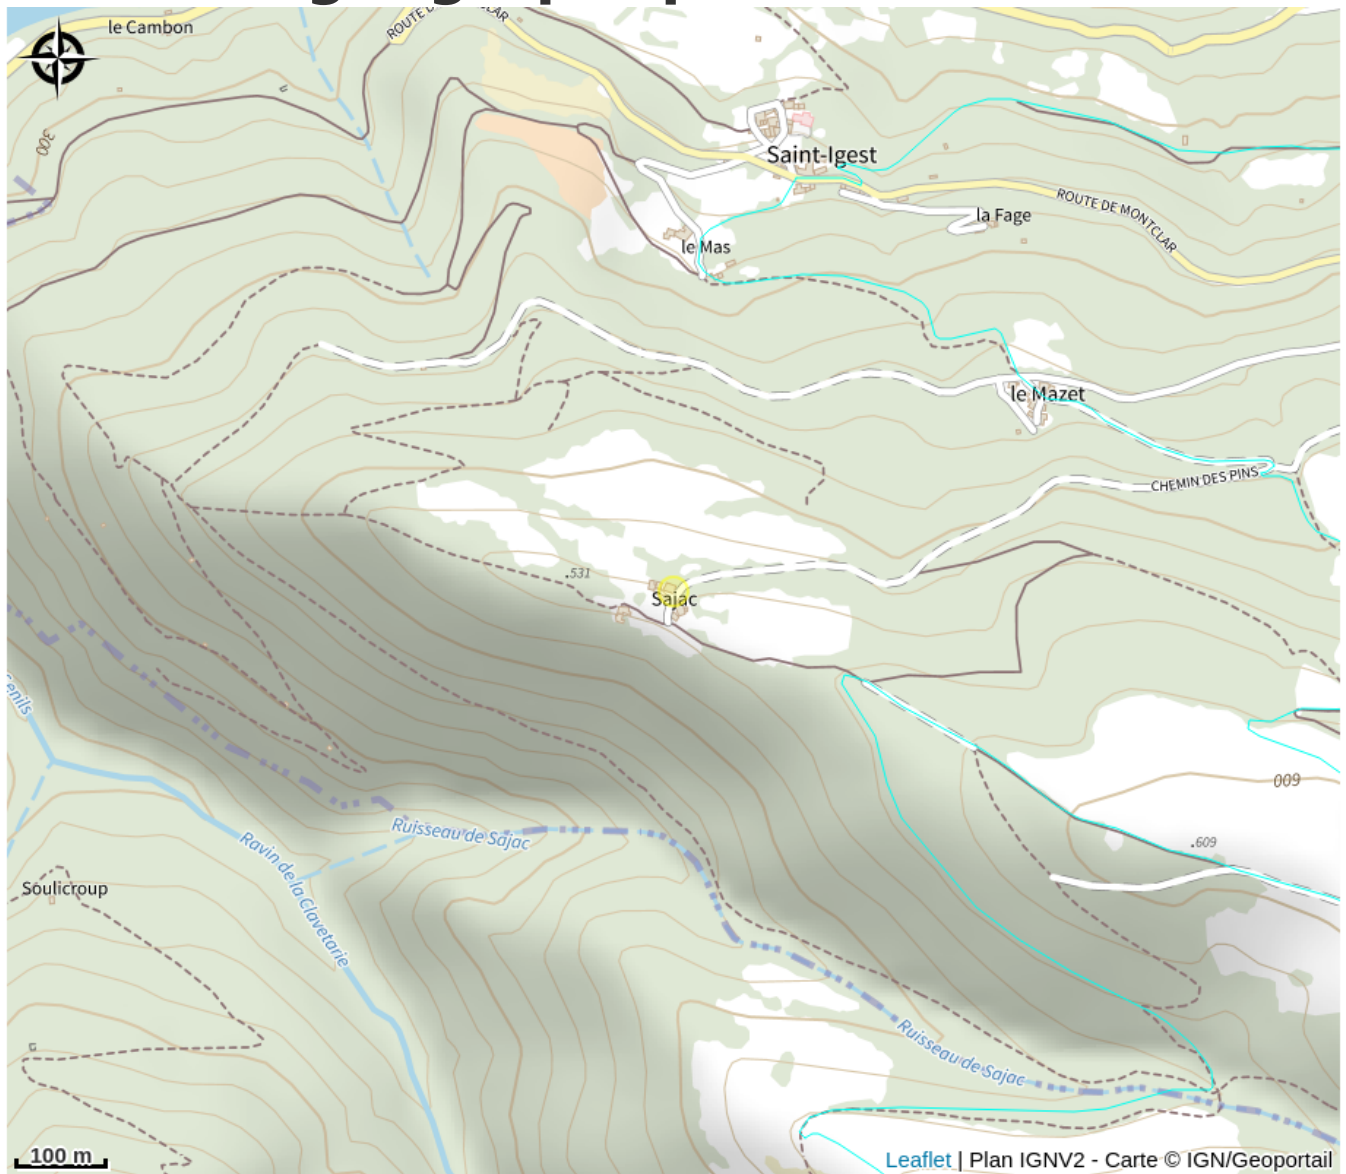 le Cambon
300
Saint-Igest
la Fage
ROUTE DE MONTCLAR
le Mas
le Mazet
CHEMIN DES PINS
.531
Sajac
600
.609
Ruisseau de Sajac
Ravin de la Clavetarie
Soulicroup
Ruisseau de Sajac
100 m
Leaflet | Plan IGNV2 - Carte © IGN/Geoportail